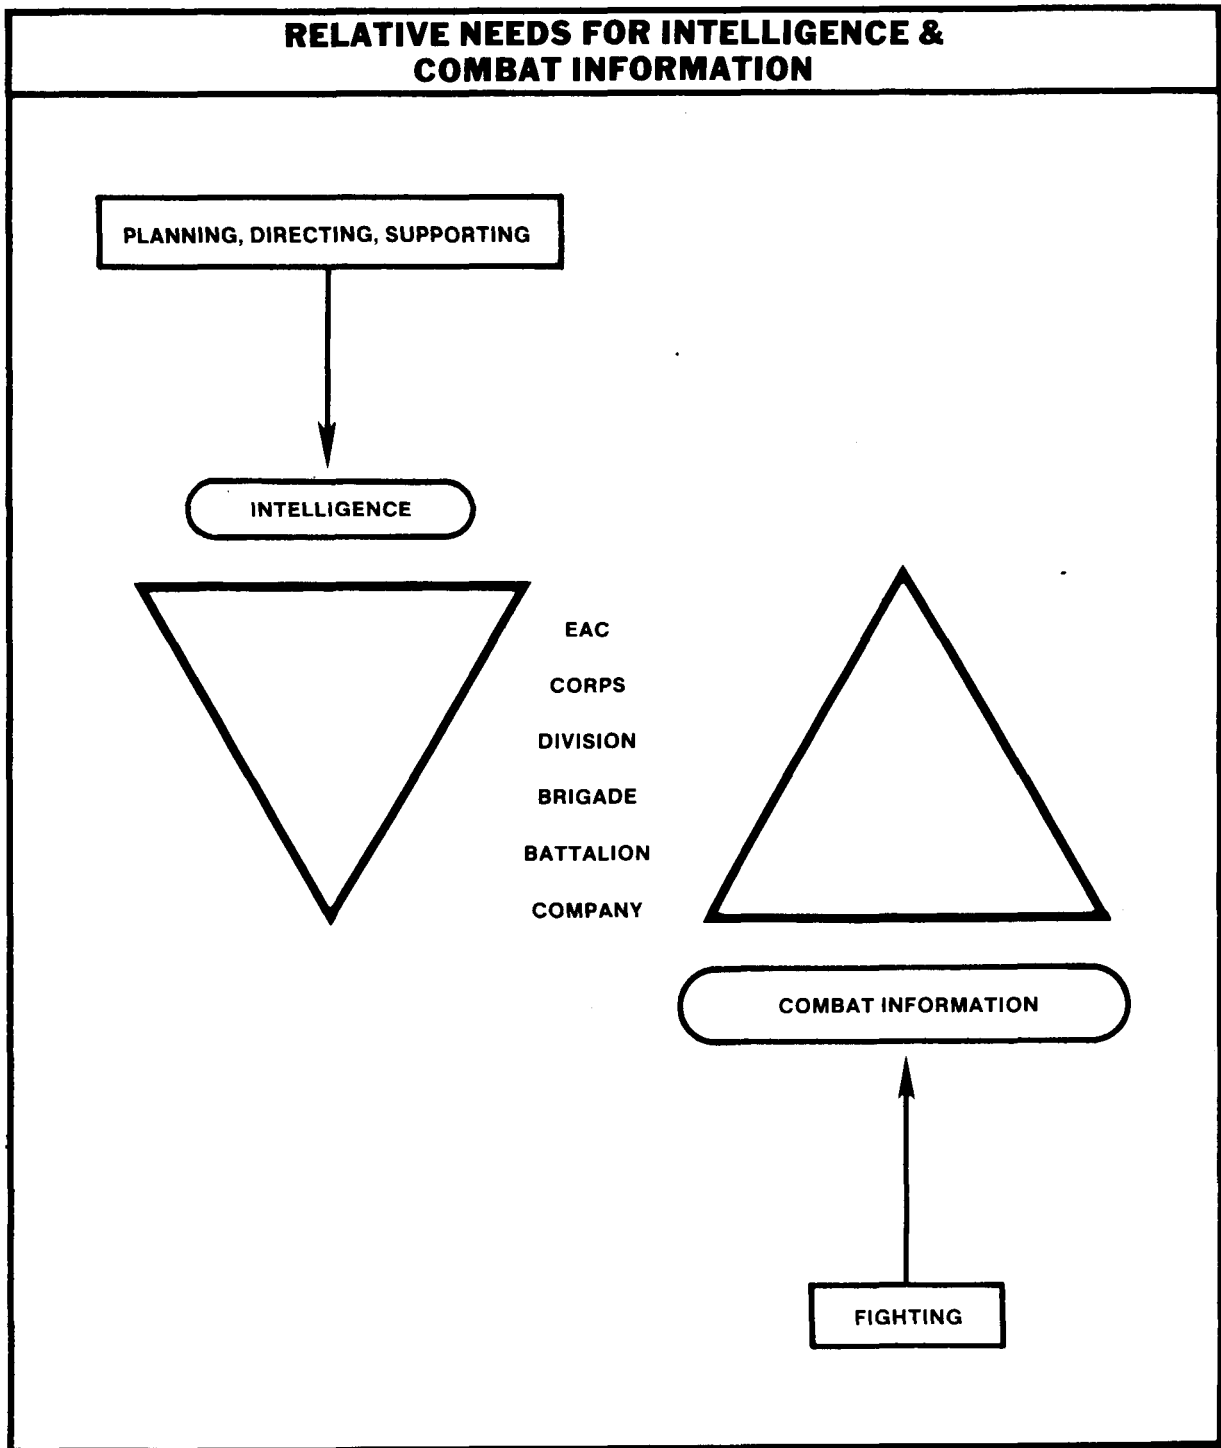 RELATIVE NEEDS FOR INTELLIGENCE &
COMBAT INFORMATION
PLANNING, DIRECTING, SUPPORTING
INTELLIGENCE
EAC
CORPS
DIVISION
BRIGADE
BATTALION
COMPANY
COMBAT INFORMATION
FIGHTING